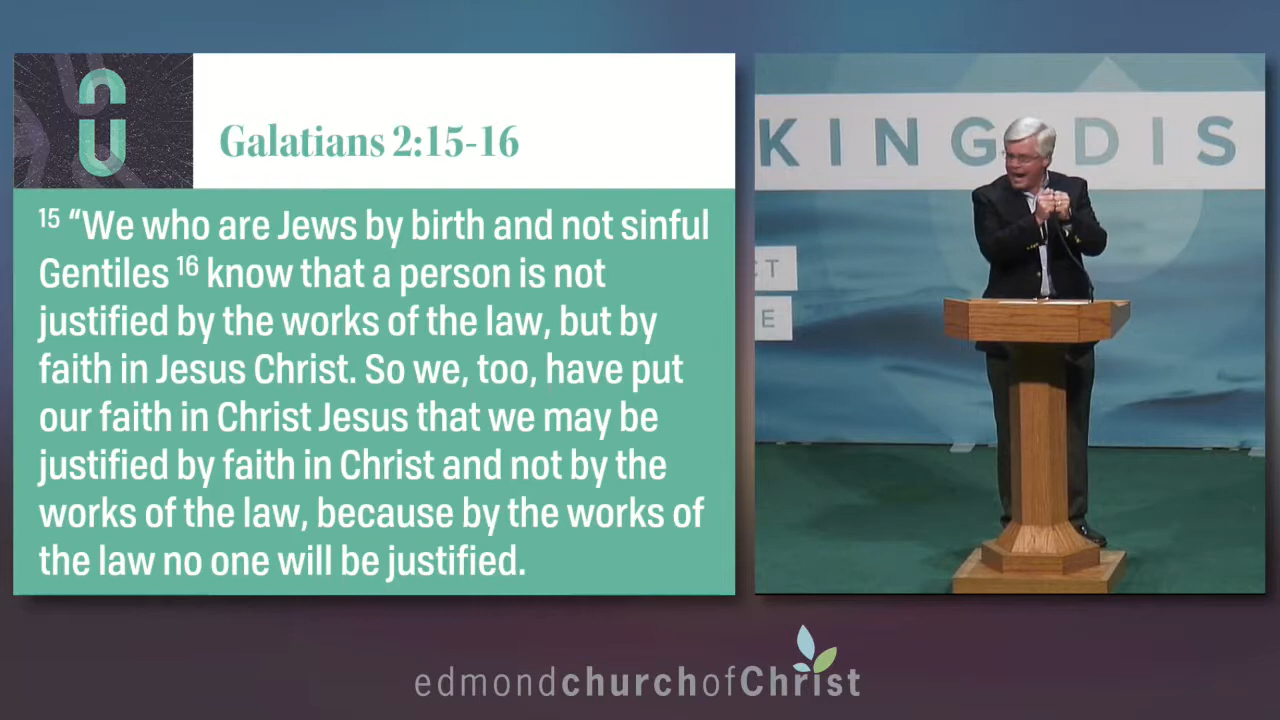 Galatians 2:15-16
15 “We who are Jews by birth and not sinful
Gentiles 16 know that a person is not
justified by the works of the law, but by
faith in Jesus Christ. So we, too, have put
our faith in Christ Jesus that we may be
justified by faith in Christ and not by the
works of the law, because by the works of
the law no one will be justified.
KING DIS
CT
E
edmondchurchofChrist